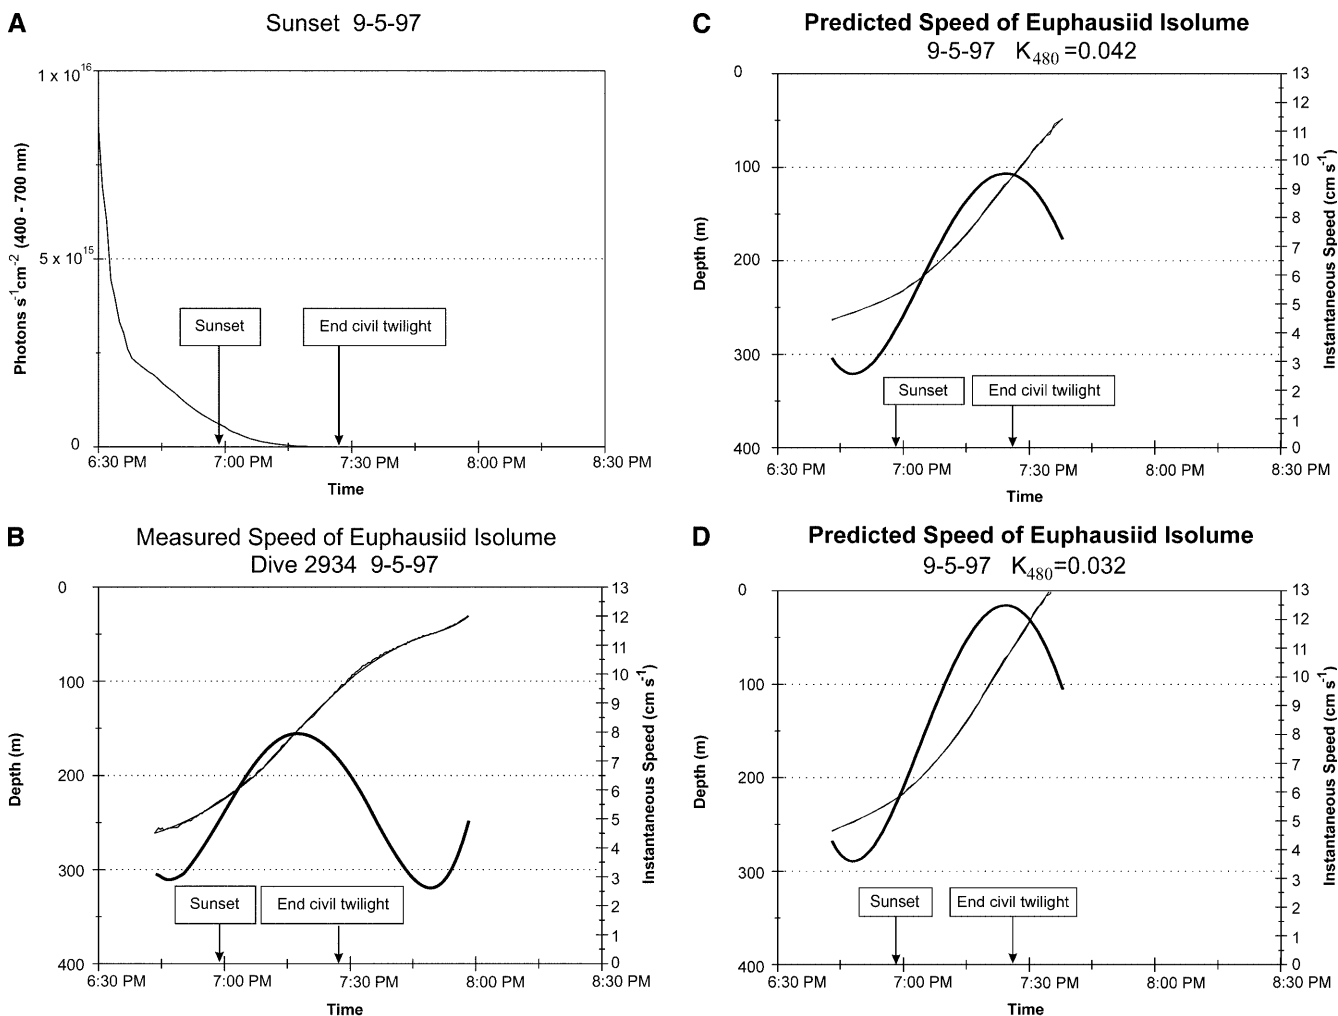 A
Sunset 9-5-97
1 x 10^16
5 x 10^15
0
Photons s^-1cm^-2 (400 - 700 nm)
Sunset
End civil twilight
6:30 PM 7:00 PM 7:30 PM 8:00 PM 8:30 PM
Time
B
Measured Speed of Euphausiid Isolume
Dive 2934 9-5-97
0
100
200
300
400
Depth (m)
13
12
11
10
9
8
7
6
5
4
3
2
1
0
Instantaneous Speed (cm s^-1)
Sunset
End civil twilight
6:30 PM 7:00 PM 7:30 PM 8:00 PM 8:30 PM
Time
C
Predicted Speed of Euphausiid Isolume
9-5-97 K480 =0.042
0
100
200
300
400
Depth (m)
13
12
11
10
9
8
7
6
5
4
3
2
1
0
Instantaneous Speed (cm s^-1)
Sunset
End civil twilight
6:30 PM 7:00 PM 7:30 PM 8:00 PM 8:30 PM
Time
D
Predicted Speed of Euphausiid Isolume
9-5-97 K480=0.032
0
100
200
300
400
Depth (m)
13
12
11
10
9
8
7
6
5
4
3
2
1
0
Instantaneous Speed (cm s^-1)
Sunset
End civil twilight
6:30 PM 7:00 PM 7:30 PM 8:00 PM 8:30 PM
Time